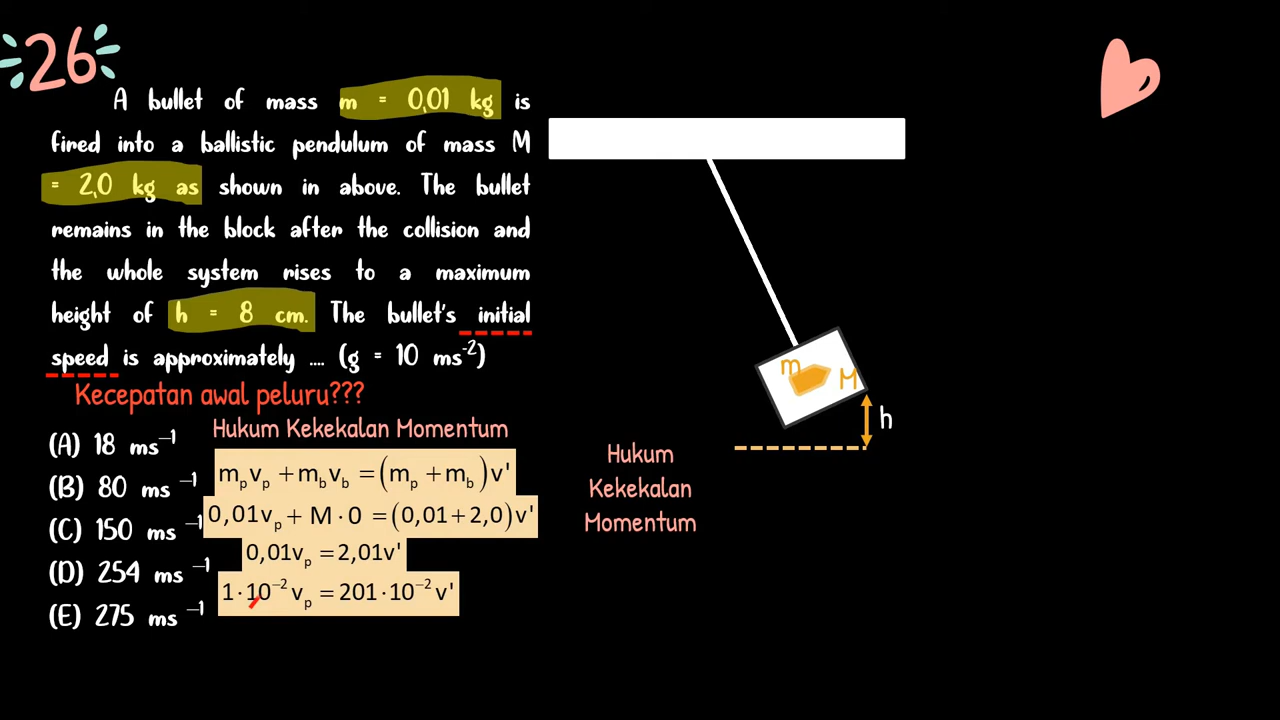 26
A bullet of mass m = 0,01 kg is
fired into a ballistic pendulum of mass M
= 2,0 kg as shown in above. The bullet
remains in the block after the collision and
the whole system rises to a maximum
height of h = 8 cm. The bullet's initial
speed is approximately .... (g = 10 ms⁻²)
Kecepatan awal peluru???
(A) 18 ms⁻¹
(B) 80 ms⁻¹
(C) 150 ms⁻¹
(D) 254 ms⁻¹
(E) 275 ms⁻¹
Hukum Kekekalan Momentum
mₚvₚ + m_b v_b = (mₚ + m_b)v'
0,01vₚ + M · 0 = (0,01+2,0)v'
0,01vₚ = 2,01v'
1·10⁻² vₚ = 201·10⁻² v'
Hukum
Kekekalan
Momentum
m
M
h